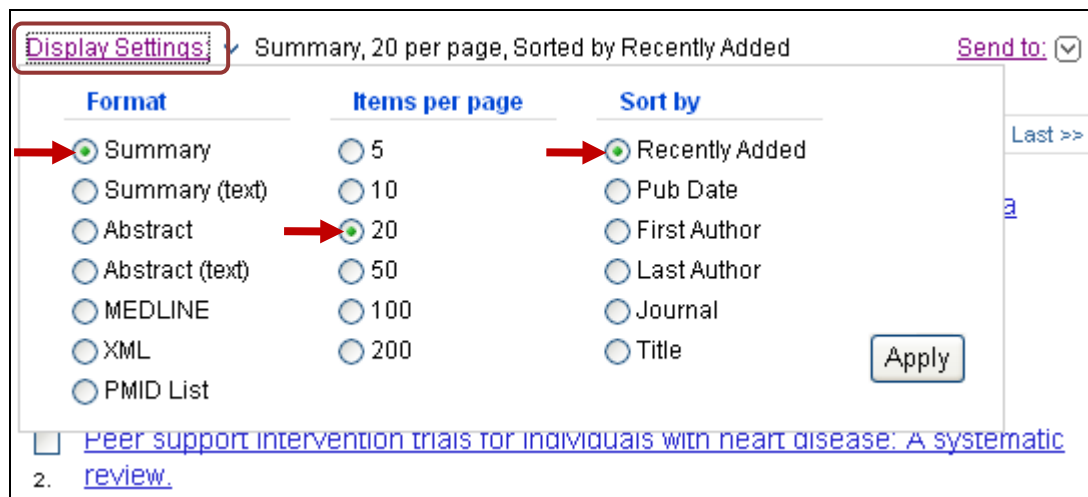 Display Settings: Summary, 20 per page, Sorted by Recently Added Send to:
Format Items per page Sort by
Last >>
Summary 5 Recently Added
Summary (text) 10 Pub Date
a
Abstract 20 First Author
Abstract (text) 50 Last Author
MEDLINE 100 Journal
XML 200 Title
Apply
PMID List
Peer support intervention trials for individuals with heart disease: A systematic
2. review.